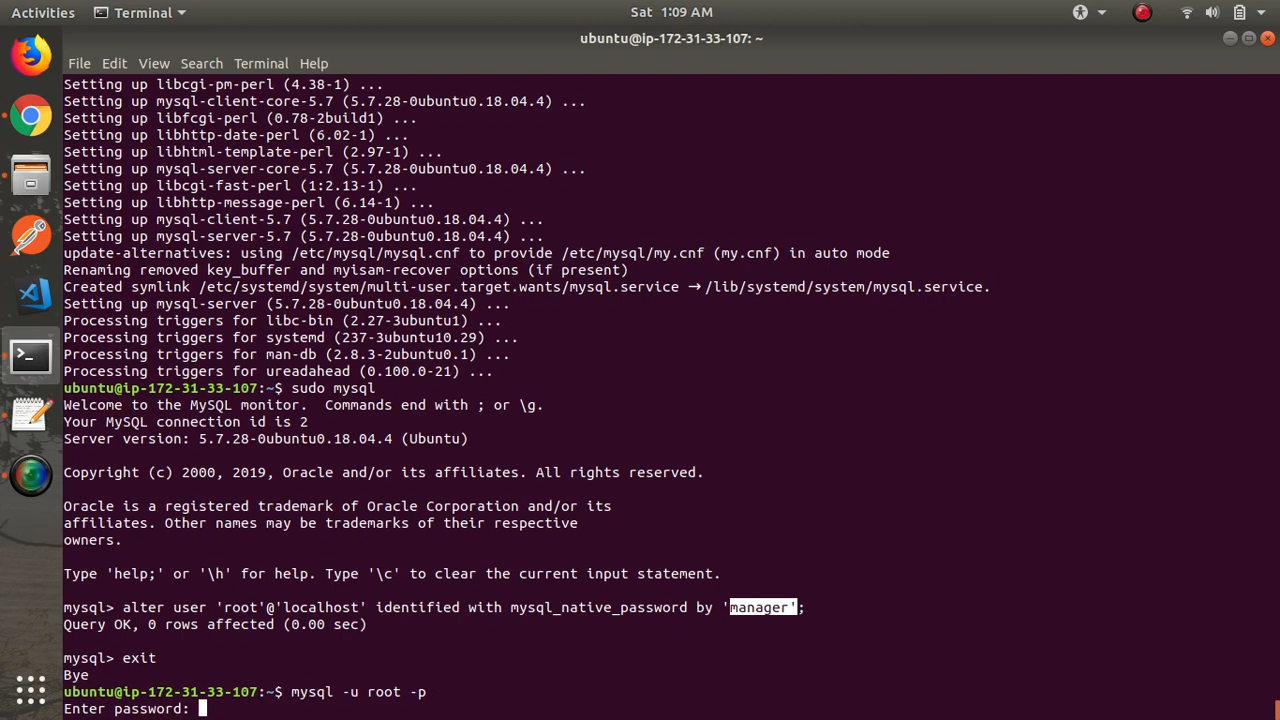 Activities Terminal Sat 1:09 AM
ubuntu@ip-172-31-33-107: ~
File Edit View Search Terminal Help
Setting up libcgi-pm-perl (4.38-1) ...
Setting up mysql-client-core-5.7 (5.7.28-0ubuntu0.18.04.4) ...
Setting up libfcgi-perl (0.78-2build1) ...
Setting up libhttp-date-perl (6.02-1) ...
Setting up libhtml-template-perl (2.97-1) ...
Setting up mysql-server-core-5.7 (5.7.28-0ubuntu0.18.04.4) ...
Setting up libcgi-fast-perl (1:2.13-1) ...
Setting up libhttp-message-perl (6.14-1) ...
Setting up mysql-client-5.7 (5.7.28-0ubuntu0.18.04.4) ...
Setting up mysql-server-5.7 (5.7.28-0ubuntu0.18.04.4) ...
update-alternatives: using /etc/mysql/mysql.cnf to provide /etc/mysql/my.cnf (my.cnf) in auto mode
Renaming removed key_buffer and myisam-recover options (if present)
Created symlink /etc/systemd/system/multi-user.target.wants/mysql.service → /lib/systemd/system/mysql.service.
Setting up mysql-server (5.7.28-0ubuntu0.18.04.4) ...
Processing triggers for libc-bin (2.27-3ubuntu1) ...
Processing triggers for systemd (237-3ubuntu10.29) ...
Processing triggers for man-db (2.8.3-2ubuntu0.1) ...
Processing triggers for ureadahead (0.100.0-21) ...
ubuntu@ip-172-31-33-107:~$ sudo mysql
Welcome to the MySQL monitor.  Commands end with ; or \g.
Your MySQL connection id is 2
Server version: 5.7.28-0ubuntu0.18.04.4 (Ubuntu)
Copyright (c) 2000, 2019, Oracle and/or its affiliates. All rights reserved.
Oracle is a registered trademark of Oracle Corporation and/or its
affiliates. Other names may be trademarks of their respective
owners.
Type 'help;' or '\h' for help. Type '\c' to clear the current input statement.
mysql> alter user 'root'@'localhost' identified with mysql_native_password by 'manager';
Query OK, 0 rows affected (0.00 sec)
mysql> exit
Bye
ubuntu@ip-172-31-33-107:~$ mysql -u root -p
Enter password: